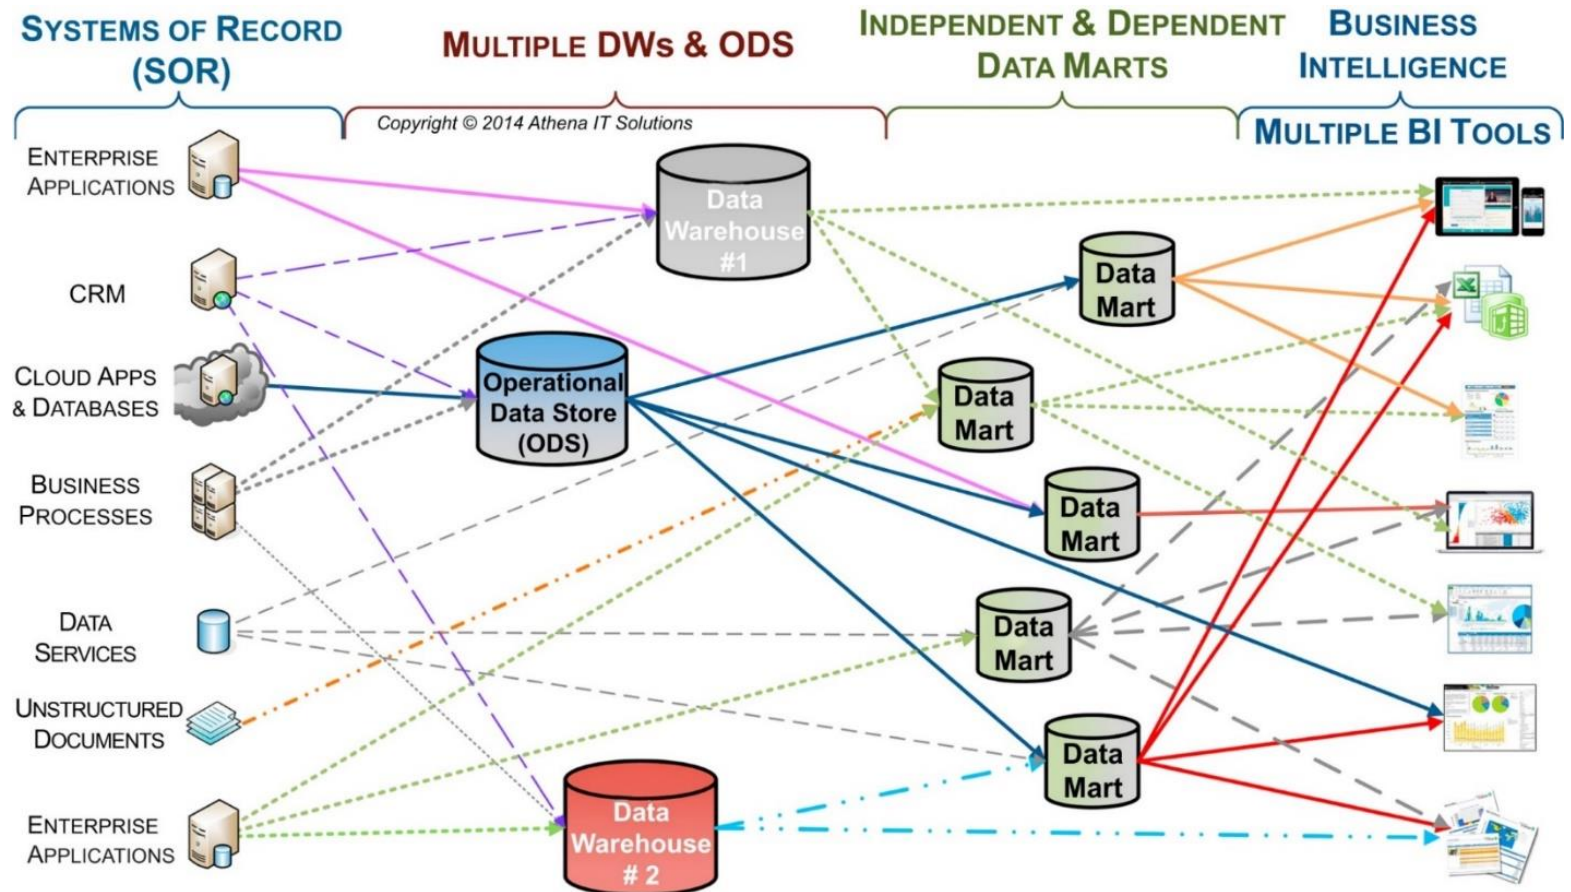 SYSTEMS OF RECORD
(SOR)
MULTIPLE DWs & ODS
INDEPENDENT & DEPENDENT
DATA MARTS
BUSINESS
INTELLIGENCE
MULTIPLE BI TOOLS
Copyright © 2014 Athena IT Solutions
ENTERPRISE
APPLICATIONS
CRM
CLOUD APPS
& DATABASES
BUSINESS
PROCESSES
DATA
SERVICES
UNSTRUCTURED
DOCUMENTS
ENTERPRISE
APPLICATIONS
Data
Warehouse
#1
Operational
Data Store
(ODS)
Data
Warehouse
# 2
Data
Mart
Data
Mart
Data
Mart
Data
Mart
Data
Mart